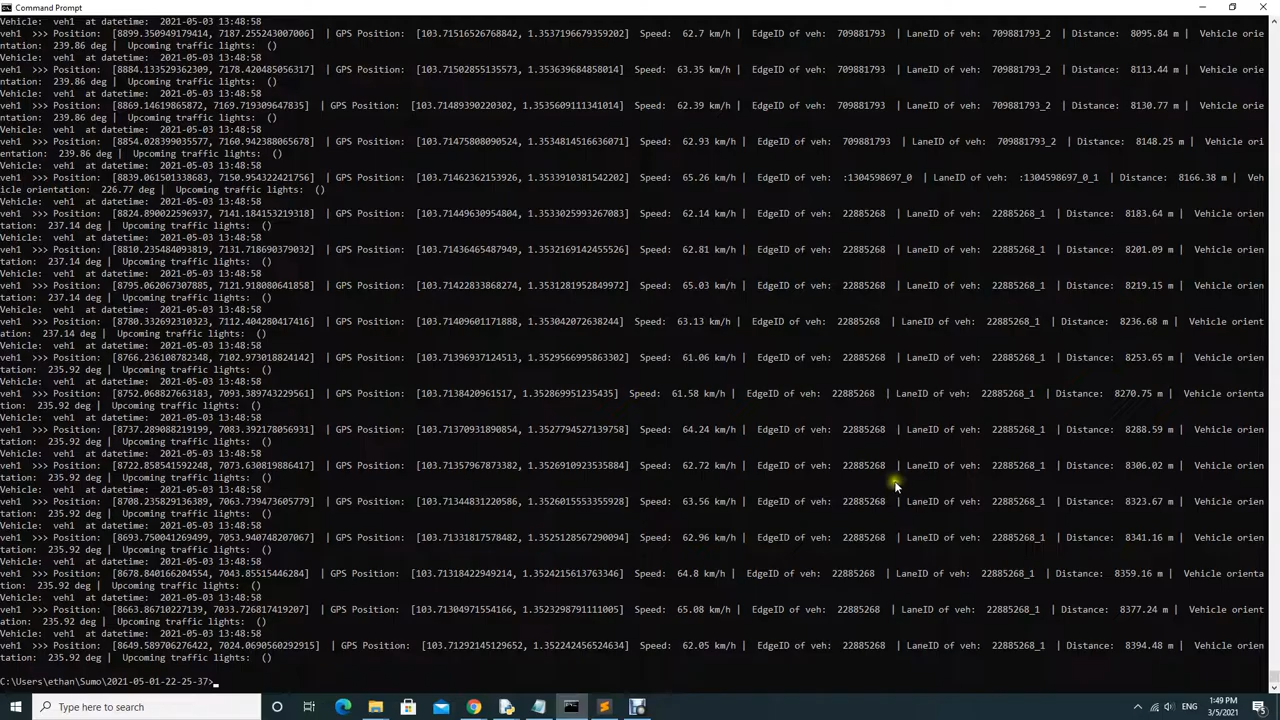 Command Prompt
Vehicle:  veh1  at datetime:  2021-05-03 13:48:58
veh1  >>> Position:  [8899.350949179414, 7187.255243007006]  | GPS Position:  [103.71516526768842, 1.3537196679359202]  Speed:  62.7 km/h |  EdgeID of veh:  709881793  | LaneID of veh:  709881793_2  | Distance:  8095.84 m |  Vehicle orie
ntation:  239.86 deg |  Upcoming traffic lights:  ()
Vehicle:  veh1  at datetime:  2021-05-03 13:48:58
veh1  >>> Position:  [8884.133529362309, 7178.420485056317]  | GPS Position:  [103.71502855135573, 1.353639684858014]  Speed:  63.35 km/h |  EdgeID of veh:  709881793  | LaneID of veh:  709881793_2  | Distance:  8113.44 m |  Vehicle orie
ntation:  239.86 deg |  Upcoming traffic lights:  ()
Vehicle:  veh1  at datetime:  2021-05-03 13:48:58
veh1  >>> Position:  [8869.14619865872, 7169.719309647835]  | GPS Position:  [103.71489390220302, 1.3535609111341014]  Speed:  62.39 km/h |  EdgeID of veh:  709881793  | LaneID of veh:  709881793_2  | Distance:  8130.77 m |  Vehicle orie
ntation:  239.86 deg |  Upcoming traffic lights:  ()
Vehicle:  veh1  at datetime:  2021-05-03 13:48:58
veh1  >>> Position:  [8854.028399035577, 7160.942388065678]  | GPS Position:  [103.71475808090524, 1.3534814516636071]  Speed:  62.93 km/h |  EdgeID of veh:  709881793  | LaneID of veh:  709881793_2  | Distance:  8148.25 m |  Vehicle ori
entation:  239.86 deg |  Upcoming traffic lights:  ()
Vehicle:  veh1  at datetime:  2021-05-03 13:48:58
veh1  >>> Position:  [8839.061501338683, 7150.954322421756]  | GPS Position:  [103.71462362153926, 1.3533910381542202]  Speed:  65.26 km/h |  EdgeID of veh:  :1304598697_0  | LaneID of veh:  :1304598697_0_1  | Distance:  8166.38 m |  Veh
icle orientation:  226.77 deg |  Upcoming traffic lights:  ()
Vehicle:  veh1  at datetime:  2021-05-03 13:48:58
veh1  >>> Position:  [8824.890022596937, 7141.184153219318]  | GPS Position:  [103.71449630954804, 1.3533025993267083]  Speed:  62.14 km/h |  EdgeID of veh:  22885268  | LaneID of veh:  22885268_1  | Distance:  8183.64 m |  Vehicle orien
tation:  237.14 deg |  Upcoming traffic lights:  ()
Vehicle:  veh1  at datetime:  2021-05-03 13:48:58
veh1  >>> Position:  [8810.235484093819, 7131.718690379032]  | GPS Position:  [103.71436465487949, 1.3532169142455526]  Speed:  62.81 km/h |  EdgeID of veh:  22885268  | LaneID of veh:  22885268_1  | Distance:  8201.09 m |  Vehicle orien
tation:  237.14 deg |  Upcoming traffic lights:  ()
Vehicle:  veh1  at datetime:  2021-05-03 13:48:58
veh1  >>> Position:  [8795.062067307885, 7121.918080641858]  | GPS Position:  [103.71422833868274, 1.3531281952849972]  Speed:  65.03 km/h |  EdgeID of veh:  22885268  | LaneID of veh:  22885268_1  | Distance:  8219.15 m |  Vehicle orien
tation:  237.14 deg |  Upcoming traffic lights:  ()
Vehicle:  veh1  at datetime:  2021-05-03 13:48:58
veh1  >>> Position:  [8780.332692310323, 7112.404280417416]  | GPS Position:  [103.71409601171888, 1.353042072638244]  Speed:  63.13 km/h |  EdgeID of veh:  22885268  | LaneID of veh:  22885268_1  | Distance:  8236.68 m |  Vehicle orient
ation:  237.14 deg |  Upcoming traffic lights:  ()
Vehicle:  veh1  at datetime:  2021-05-03 13:48:58
veh1  >>> Position:  [8766.236108782348, 7102.973018824142]  | GPS Position:  [103.71396937124513, 1.3529566995863302]  Speed:  61.06 km/h |  EdgeID of veh:  22885268  | LaneID of veh:  22885268_1  | Distance:  8253.65 m |  Vehicle orien
tation:  235.92 deg |  Upcoming traffic lights:  ()
Vehicle:  veh1  at datetime:  2021-05-03 13:48:58
veh1  >>> Position:  [8752.068827663183, 7093.389743229561]  | GPS Position:  [103.7138420961517, 1.352869951235435]  Speed:  61.58 km/h |  EdgeID of veh:  22885268  | LaneID of veh:  22885268_1  | Distance:  8270.75 m |  Vehicle orienta
tion:  235.92 deg |  Upcoming traffic lights:  ()
Vehicle:  veh1  at datetime:  2021-05-03 13:48:58
veh1  >>> Position:  [8737.289088219199, 7083.392178056931]  | GPS Position:  [103.71370931890854, 1.3527794527139758]  Speed:  64.24 km/h |  EdgeID of veh:  22885268  | LaneID of veh:  22885268_1  | Distance:  8288.59 m |  Vehicle orien
tation:  235.92 deg |  Upcoming traffic lights:  ()
Vehicle:  veh1  at datetime:  2021-05-03 13:48:58
veh1  >>> Position:  [8722.858541592248, 7073.630819886417]  | GPS Position:  [103.71357967873382, 1.3526910923535884]  Speed:  62.72 km/h |  EdgeID of veh:  22885268  | LaneID of veh:  22885268_1  | Distance:  8306.02 m |  Vehicle orien
tation:  235.92 deg |  Upcoming traffic lights:  ()
Vehicle:  veh1  at datetime:  2021-05-03 13:48:58
veh1  >>> Position:  [8708.235829136389, 7063.739473605779]  | GPS Position:  [103.71344831220586, 1.3526015553355928]  Speed:  63.56 km/h |  EdgeID of veh:  22885268  | LaneID of veh:  22885268_1  | Distance:  8323.67 m |  Vehicle orien
tation:  235.92 deg |  Upcoming traffic lights:  ()
Vehicle:  veh1  at datetime:  2021-05-03 13:48:58
veh1  >>> Position:  [8693.750041269499, 7053.940748207067]  | GPS Position:  [103.71331817578482, 1.3525128567290094]  Speed:  62.96 km/h |  EdgeID of veh:  22885268  | LaneID of veh:  22885268_1  | Distance:  8341.16 m |  Vehicle orien
tation:  235.92 deg |  Upcoming traffic lights:  ()
Vehicle:  veh1  at datetime:  2021-05-03 13:48:58
veh1  >>> Position:  [8678.840166204554, 7043.85515446284]  | GPS Position:  [103.71318422949214, 1.3524215613763346]  Speed:  64.8 km/h |  EdgeID of veh:  22885268  | LaneID of veh:  22885268_1  | Distance:  8359.16 m |  Vehicle orienta
tion:  235.92 deg |  Upcoming traffic lights:  ()
Vehicle:  veh1  at datetime:  2021-05-03 13:48:58
veh1  >>> Position:  [8663.86710227139, 7033.726817419207]  | GPS Position:  [103.71304971554166, 1.3523298791111005]  Speed:  65.08 km/h |  EdgeID of veh:  22885268  | LaneID of veh:  22885268_1  | Distance:  8377.24 m |  Vehicle orient
ation:  235.92 deg |  Upcoming traffic lights:  ()
Vehicle:  veh1  at datetime:  2021-05-03 13:48:58
veh1  >>> Position:  [8649.589706276422, 7024.0690560292915]  | GPS Position:  [103.71292145129652, 1.352242456524634]  Speed:  62.05 km/h |  EdgeID of veh:  22885268  | LaneID of veh:  22885268_1  | Distance:  8394.48 m |  Vehicle orien
tation:  235.92 deg |  Upcoming traffic lights:  ()
C:\Users\ethan\Sumo\2021-05-01-22-25-37>
Type here to search
ENG
1:49 PM
3/5/2021
5